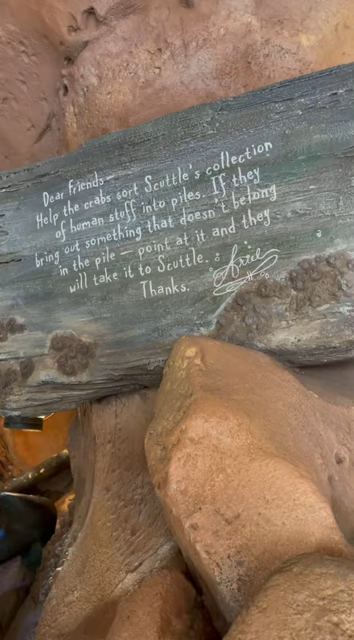 Dear Friends—
Help the crabs sort Scuttle's collection
of human stuff into piles. If they
bring out something that doesn't belong
in the pile — point at it and they
will take it to Scuttle.
Thanks. Ariel